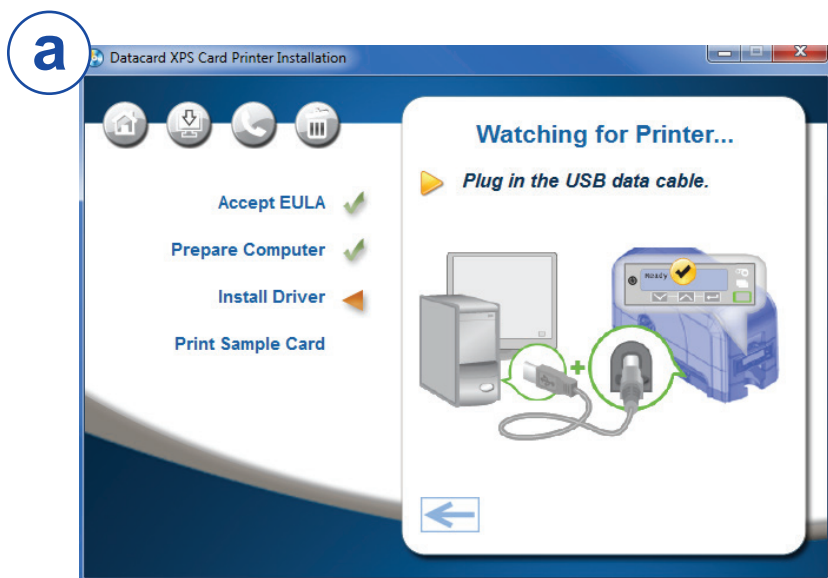 a
Datacard XPS Card Printer Installation
Watching for Printer...
Plug in the USB data cable.
Accept EULA
Prepare Computer
Install Driver
Print Sample Card
Ready